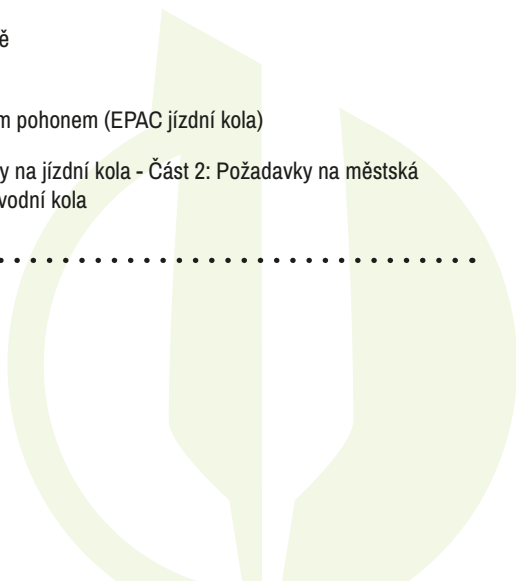 ě
m pohonem (EPAC jízdní kola)
y na jízdní kola - Část 2: Požadavky na městská
vodní kola